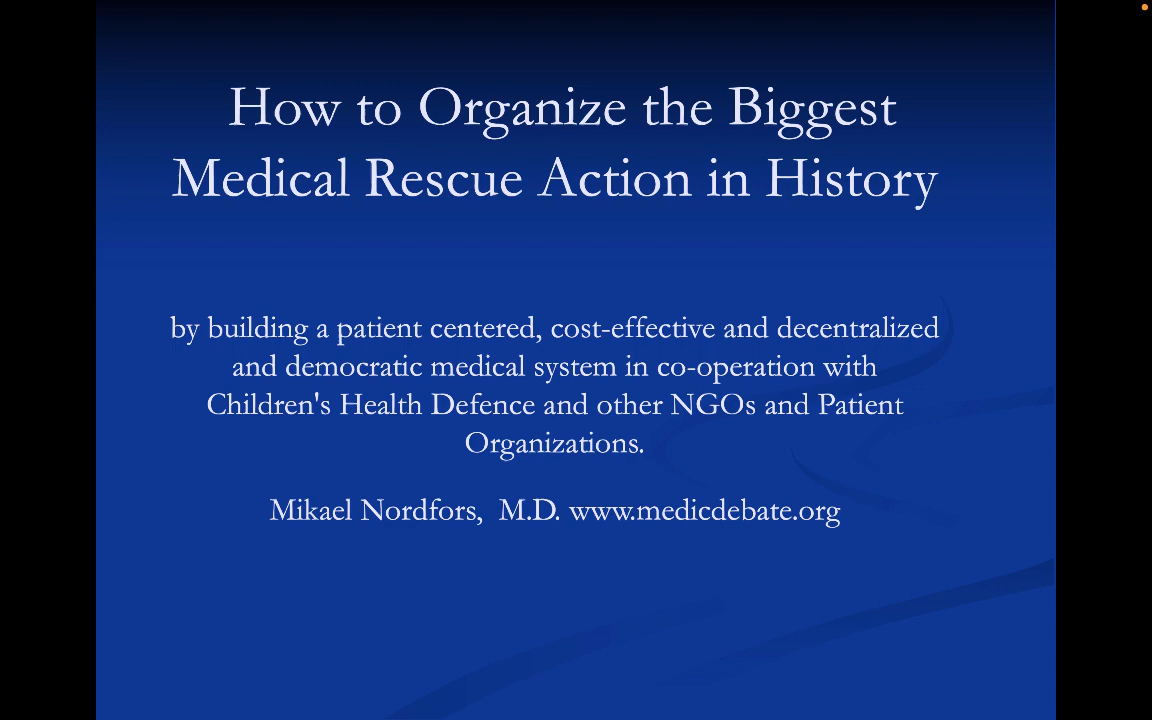 How to Organize the Biggest
Medical Rescue Action in History
by building a patient centered, cost-effective and decentralized
and democratic medical system in co-operation with
Children's Health Defence and other NGOs and Patient
Organizations.
Mikael Nordfors,  M.D. www.medicdebate.org